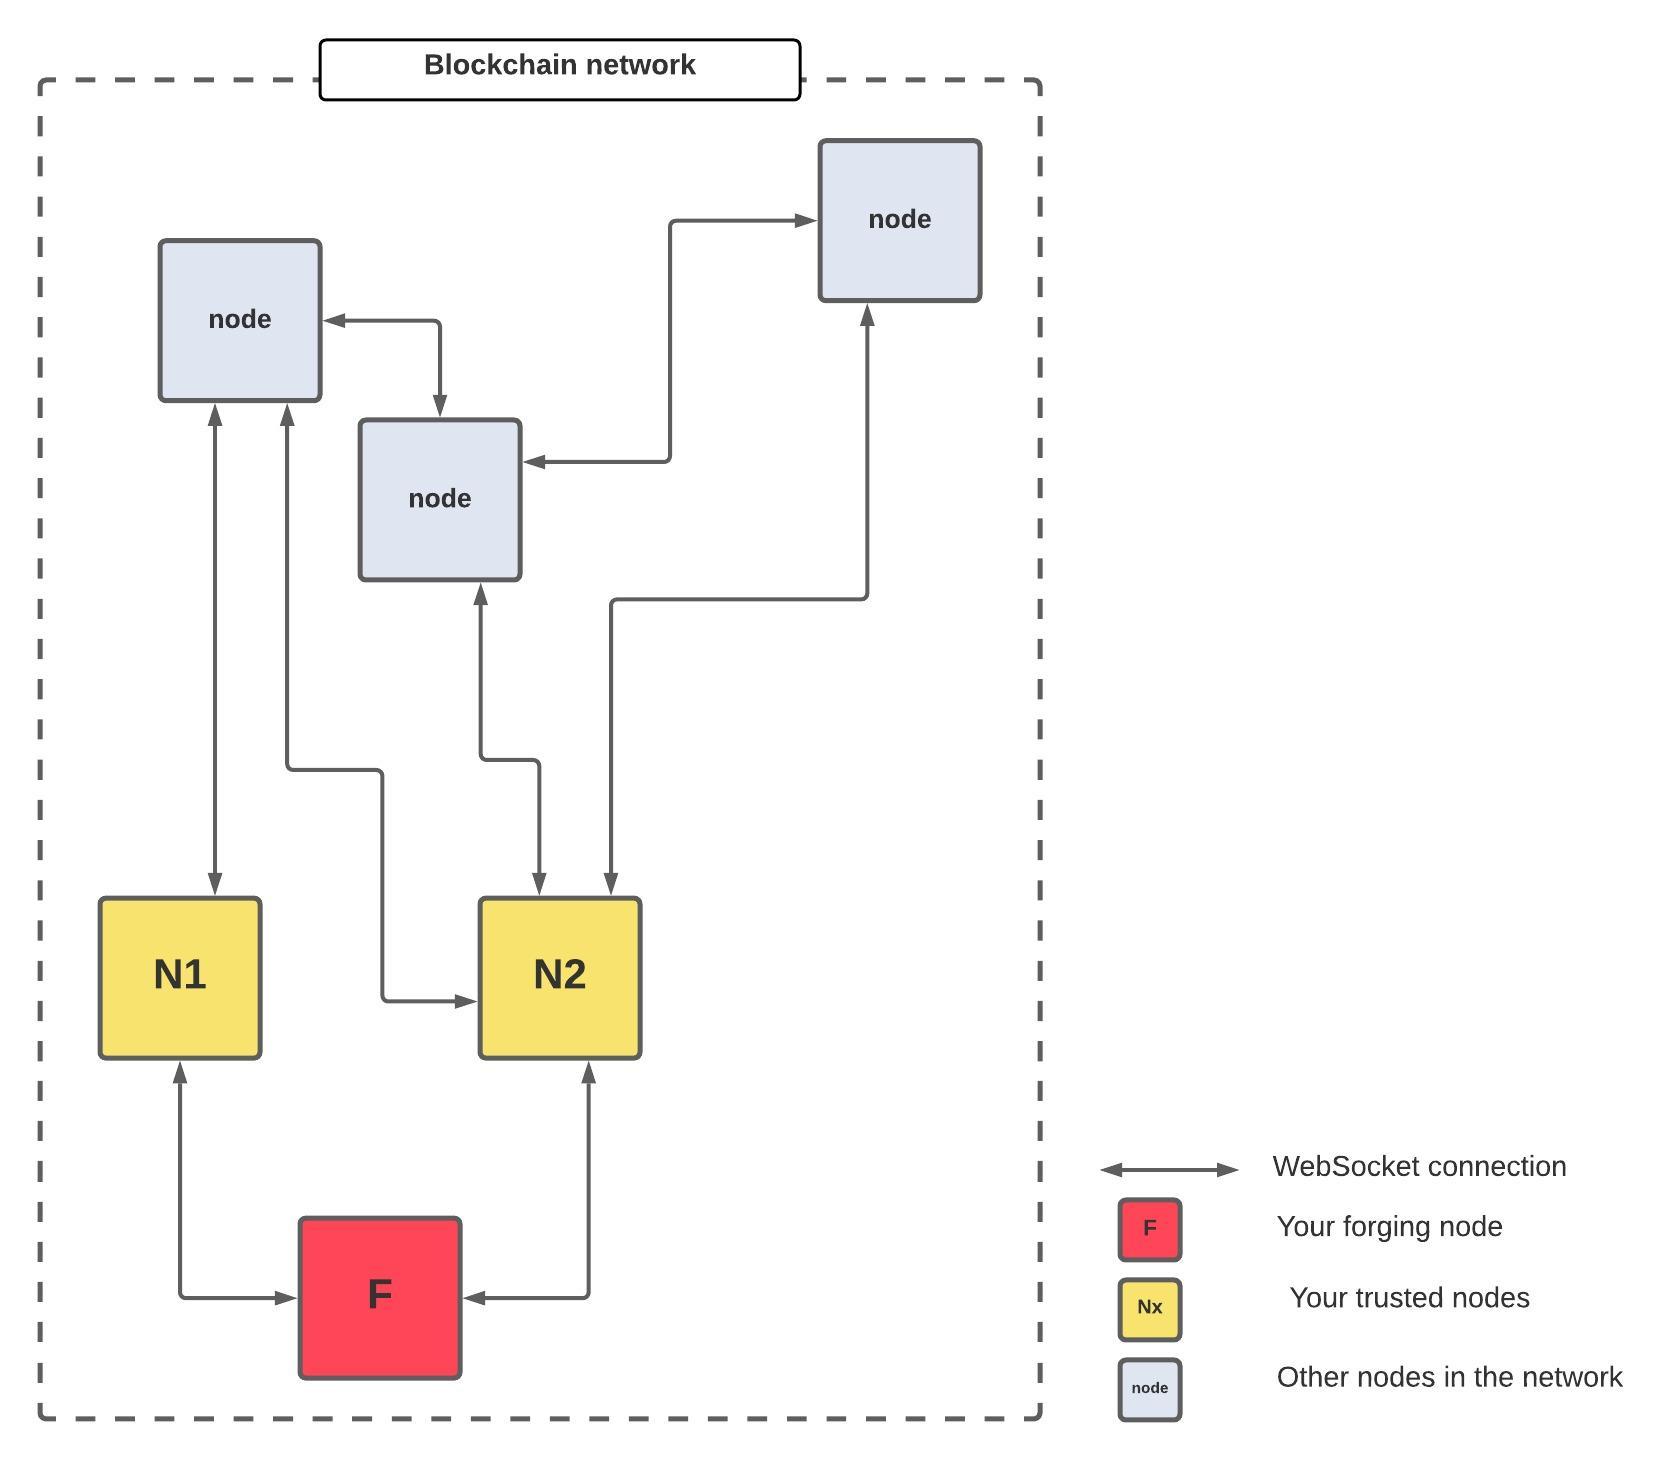 Blockchain network
node
node
node
N1
N2
F
WebSocket connection
F
Your forging node
Nx
Your trusted nodes
node
Other nodes in the network